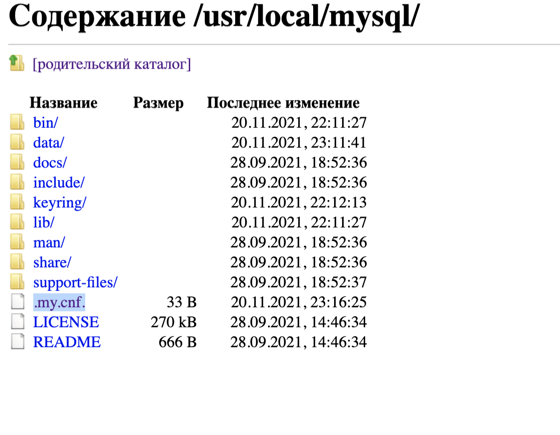 Содержание /usr/local/mysql/
[родительский каталог]
Название Размер Последнее изменение
bin/ 20.11.2021, 22:11:27
data/ 20.11.2021, 23:11:41
docs/ 28.09.2021, 18:52:36
include/ 28.09.2021, 18:52:36
keyring/ 20.11.2021, 22:12:13
lib/ 20.11.2021, 22:11:27
man/ 28.09.2021, 18:52:36
share/ 28.09.2021, 18:52:36
support-files/ 28.09.2021, 18:52:37
.my.cnf. 33 B 20.11.2021, 23:16:25
LICENSE 270 kB 28.09.2021, 14:46:34
README 666 B 28.09.2021, 14:46:34